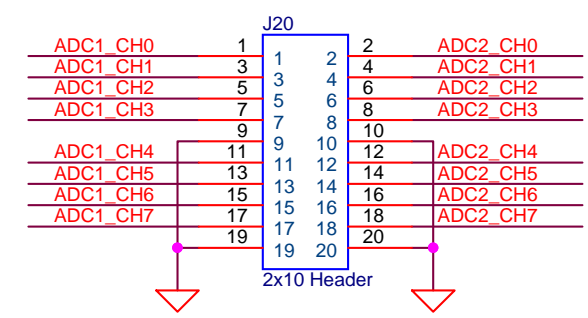 J20
ADC1_CH0 1 1 2 2 ADC2_CH0
ADC1_CH1 3 3 4 4 ADC2_CH1
ADC1_CH2 5 5 6 6 ADC2_CH2
ADC1_CH3 7 7 8 8 ADC2_CH3
9 9 10 10
ADC1_CH4 11 11 12 12 ADC2_CH4
ADC1_CH5 13 13 14 14 ADC2_CH5
ADC1_CH6 15 15 16 16 ADC2_CH6
ADC1_CH7 17 17 18 18 ADC2_CH7
19 19 20 20
2x10 Header